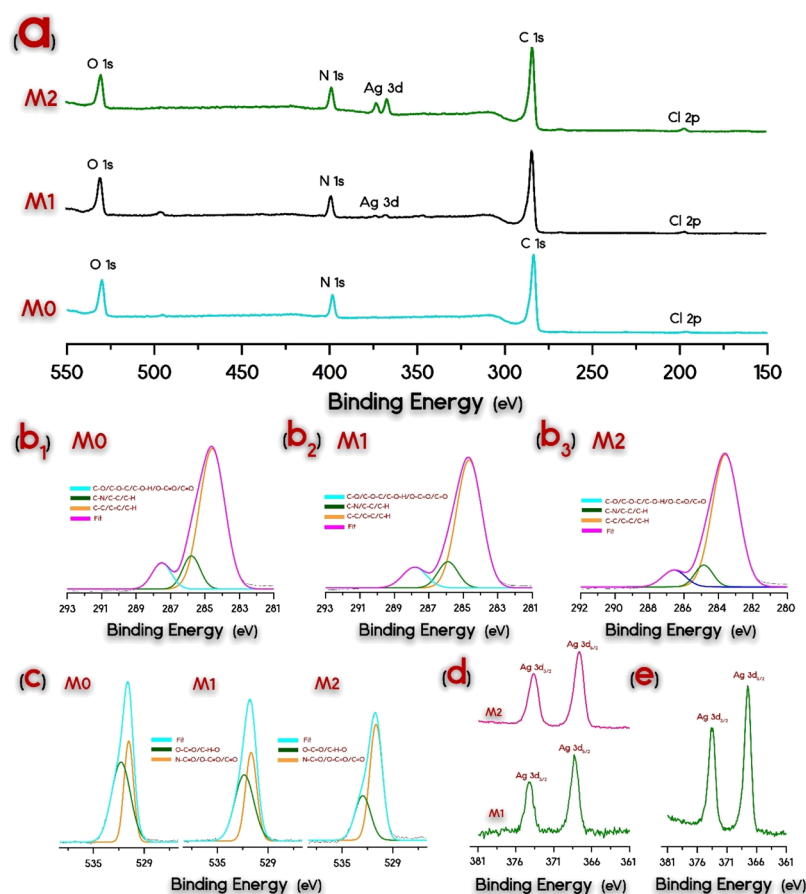 (a)
M2
O 1s
N 1s
Ag 3d
C 1s
Cl 2p
M1
O 1s
N 1s
Ag 3d
Cl 2p
M0
O 1s
N 1s
C 1s
Cl 2p
550 500 450 400 350 300 250 200 150
Binding Energy (eV)
(b1) M0
C-O/C-O-C/C-O-H/O-C=O/C=O
C-N/C-C/C-H
C-C/C=C/C-H
Fit
293 289 287 285 283 281
Binding Energy (eV)
(b2) M1
C-O/C-O-C/C-O-H/O-C=O/C=O
C-N/C-C/C-H
C-C/C=C/C-H
Fit
293 291 289 287 285 283 281
Binding Energy (eV)
(b3) M2
C-O/C-O-C/C-O-H/O-C=O/C=O
C-N/C-C/C-H
C-C/C=C/C-H
Fit
292 290 288 286 284 282 280
Binding Energy (eV)
(c) M0
M1
M2
Fit
O-C=O/C-H-O
N-C=O/O-C=O/C=O
Fit
O-C=O/C-H-O
N-C=O/O-C=O/C=O
535 529
535 529
535 529
Binding Energy (eV)
(d)
Ag 3d3/2
Ag 3d5/2
M2
Ag 3d3/2
Ag 3d5/2
M1
381 376 371 366 361
Binding Energy (eV)
(e)
Ag 3d3/2
Ag 3d5/2
381 376 371 366 361
Binding Energy (eV)